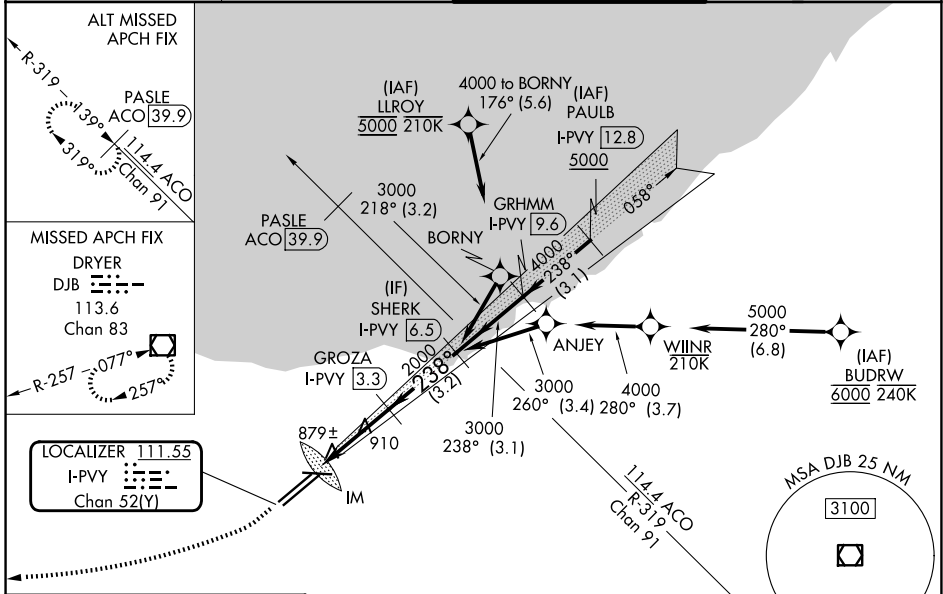 ALT MISSED
APCH FIX
R-319
PASLE
ACO 39.9
139°
319°
114.4 ACO
Chan 91
MISSED APCH FIX
DRYER
DJB
113.6
Chan 83
R-257
077°
257°
LOCALIZER 111.55
I-PVY
Chan 52(Y)
(IAF)
LLROY
5000 210K
4000 to BORNY
176° (5.6)
(IAF)
PAULB
I-PVY 12.8
5000
058°
3000
218° (3.2)
PASLE
ACO 39.9
GRHMM
I-PVY 9.6
BORNY
4000
238°
(3.1)
(IF)
SHERK
I-PVY 6.5
GROZA
I-PVY 3.3
2000
238°
(3.2)
ANJEY
WIINR
210K
5000
280°
(6.8)
(IAF)
BUDRW
6000 240K
3000
260° (3.4)
4000
280° (3.7)
3000
238° (3.1)
879±
910
IM
114.4 ACO
R-319
Chan 91
MSA DJB 25 NM
3100